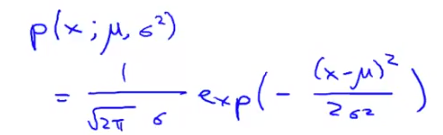 p(x; μ, σ²)
= 1/(√2π σ) exp(- (x-μ)²/2σ²)